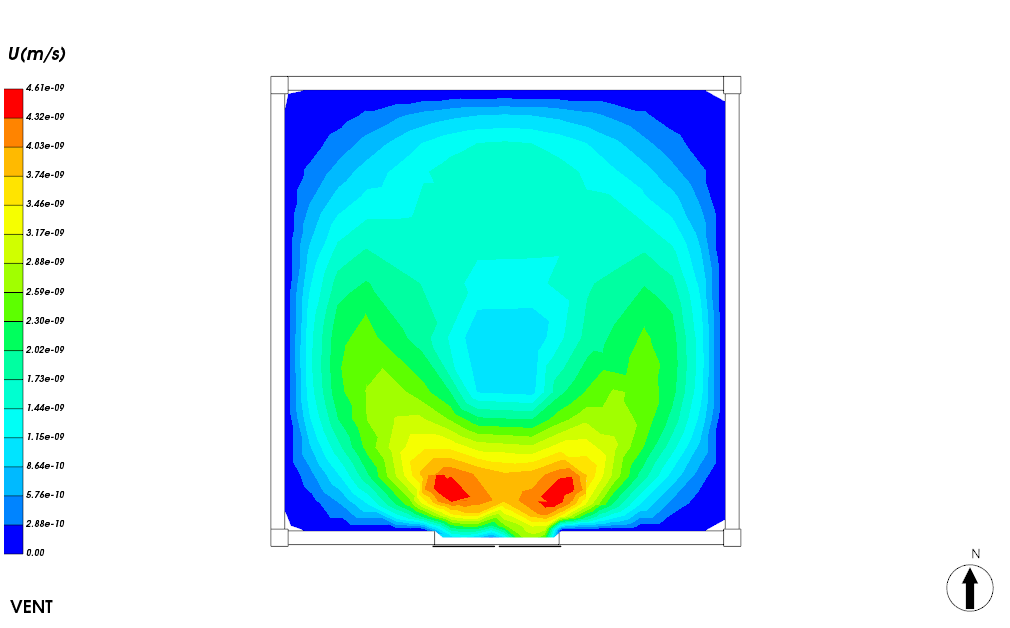 U(m/s)
4.61e-09
4.32e-09
4.03e-09
3.74e-09
3.46e-09
3.17e-09
2.88e-09
2.59e-09
2.30e-09
2.02e-09
1.73e-09
1.44e-09
1.15e-09
8.64e-10
5.76e-10
2.88e-10
0.00
N
VENT